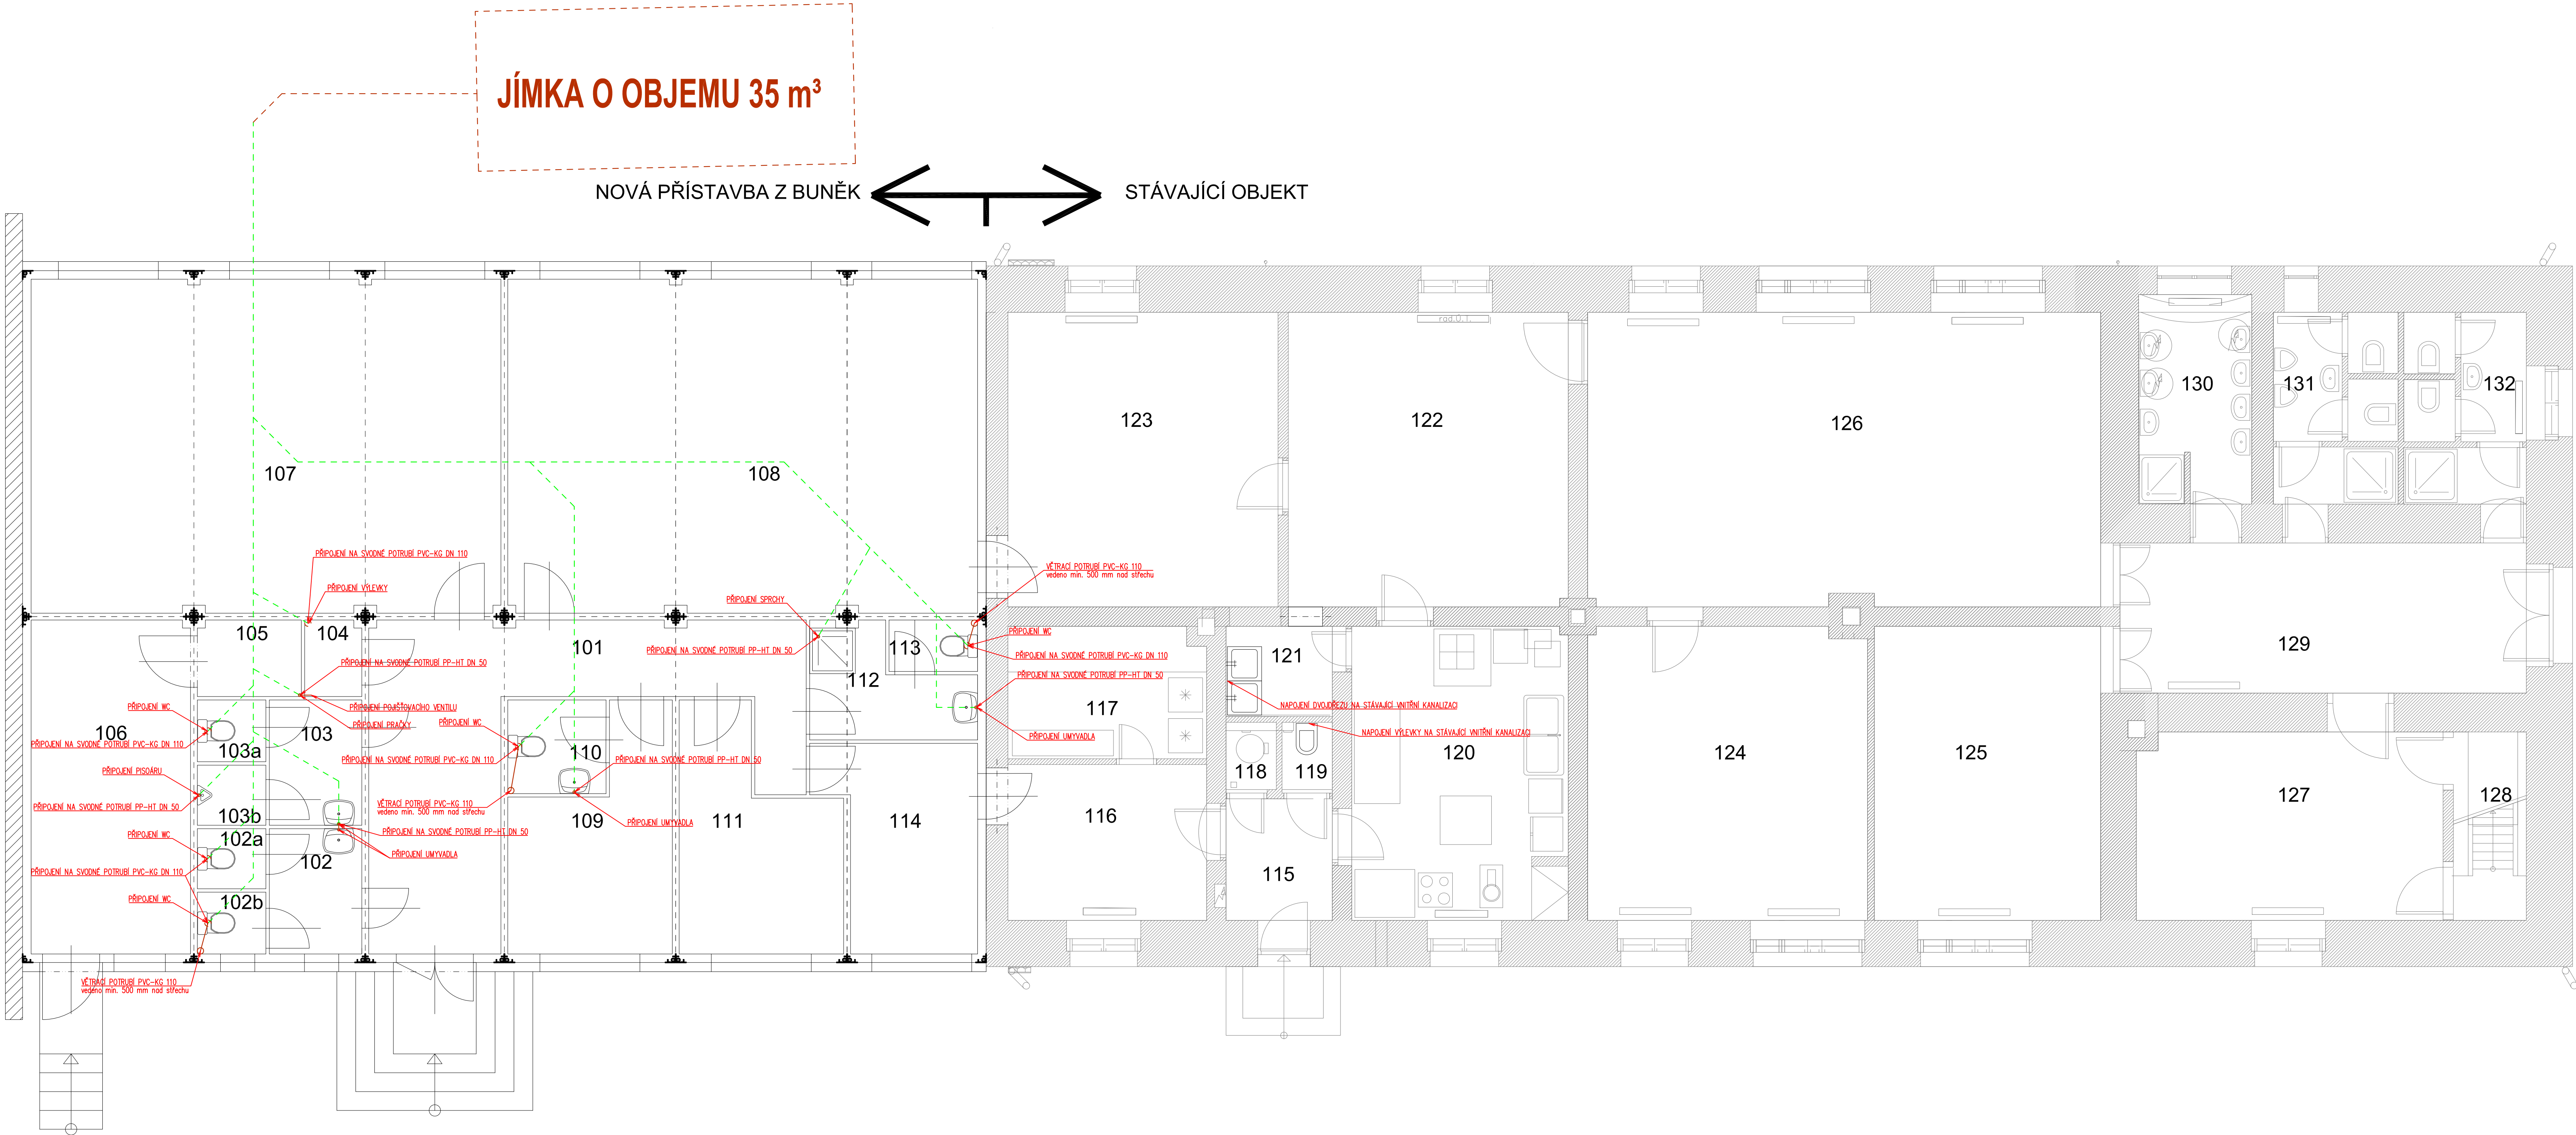 JÍMKA O OBJEMU 35 m³
NOVÁ PŘÍSTAVBA Z BUNĚK
STÁVAJÍCÍ OBJEKT
rad.O.T.
123
122
126
130
131
132
107
108
PŘIPOJENÍ NA SVODNÉ POTRUBÍ PVC-KG DN 110
PŘIPOJENÍ VÝLEVKY
VĚTRACÍ POTRUBÍ PVC-KG 110
vedeno min. 500 mm nad střechu
PŘIPOJENÍ SPRCHY
105
104
101
PŘIPOJENÍ NA SVODNÉ POTRUBÍ PP-HT DN 50
113
PŘIPOJENÍ WC
PŘIPOJENÍ NA SVODNÉ POTRUBÍ PVC-KG DN 110
121
129
PŘIPOJENÍ NA SVODNÉ POTRUBÍ PP-HT DN 50
112
PŘIPOJENÍ NA SVODNÉ POTRUBÍ PP-HT DN 50
PŘIPOJENÍ WC
PŘIPOJENÍ POJIŠŤOVACÍHO VENTILU
117
NAPOJENÍ DVOJDŘEZU NA STÁVAJÍCÍ VNITŘNÍ KANALIZACI
PŘIPOJENÍ PRAČKY
PŘIPOJENÍ WC
106
103
NAPOJENÍ VÝLEVKY NA STÁVAJÍCÍ VNITŘNÍ KANALIZACI
PŘIPOJENÍ UMYVADLA
PŘIPOJENÍ NA SVODNÉ POTRUBÍ PVC-KG DN 110
103a
110
PŘIPOJENÍ NA SVODNÉ POTRUBÍ PVC-KG DN 110
PŘIPOJENÍ NA SVODNÉ POTRUBÍ PP-HT DN 50
120
124
125
PŘIPOJENÍ PISOÁRU
118
119
127
128
PŘIPOJENÍ NA SVODNÉ POTRUBÍ PP-HT DN 50
VĚTRACÍ POTRUBÍ PVC-KG 110
vedeno min. 500 mm nad střechu
103b
109
PŘIPOJENÍ UMYVADLA
111
114
116
PŘIPOJENÍ WC
102a
PŘIPOJENÍ NA SVODNÉ POTRUBÍ PP-HT DN 50
PŘIPOJENÍ UMYVADLA
102
PŘIPOJENÍ NA SVODNÉ POTRUBÍ PVC-KG DN 110
115
PŘIPOJENÍ WC
102b
VĚTRACÍ POTRUBÍ PVC-KG 110
vedeno min. 500 mm nad střechu